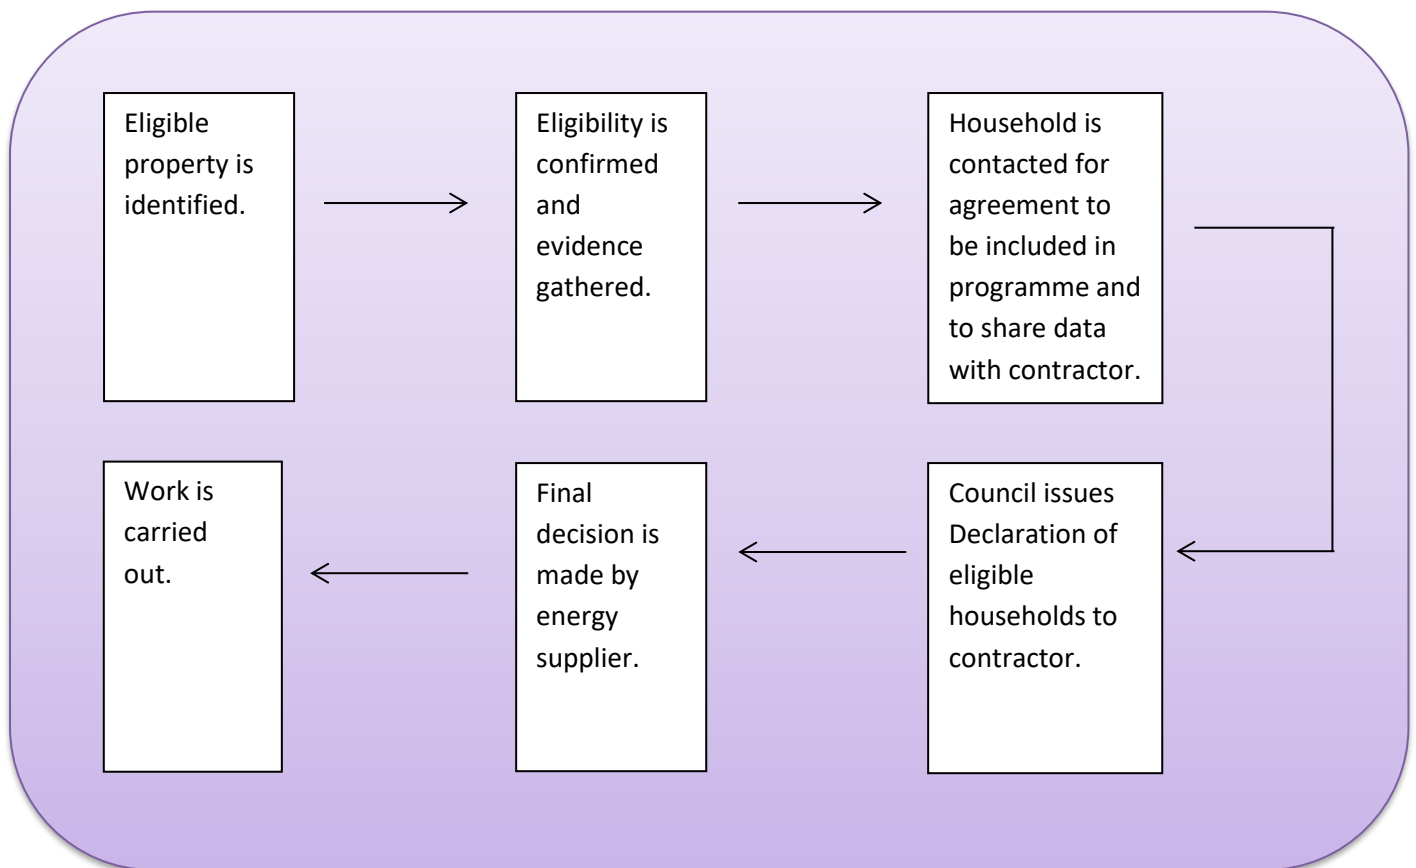 Eligible
property is
identified.
Eligibility is
confirmed
and
evidence
gathered.
Household is
contacted for
agreement to
be included in
programme and
to share data
with contractor.
Council issues
Declaration of
eligible
households to
contractor.
Final
decision is
made by
energy
supplier.
Work is
carried
out.